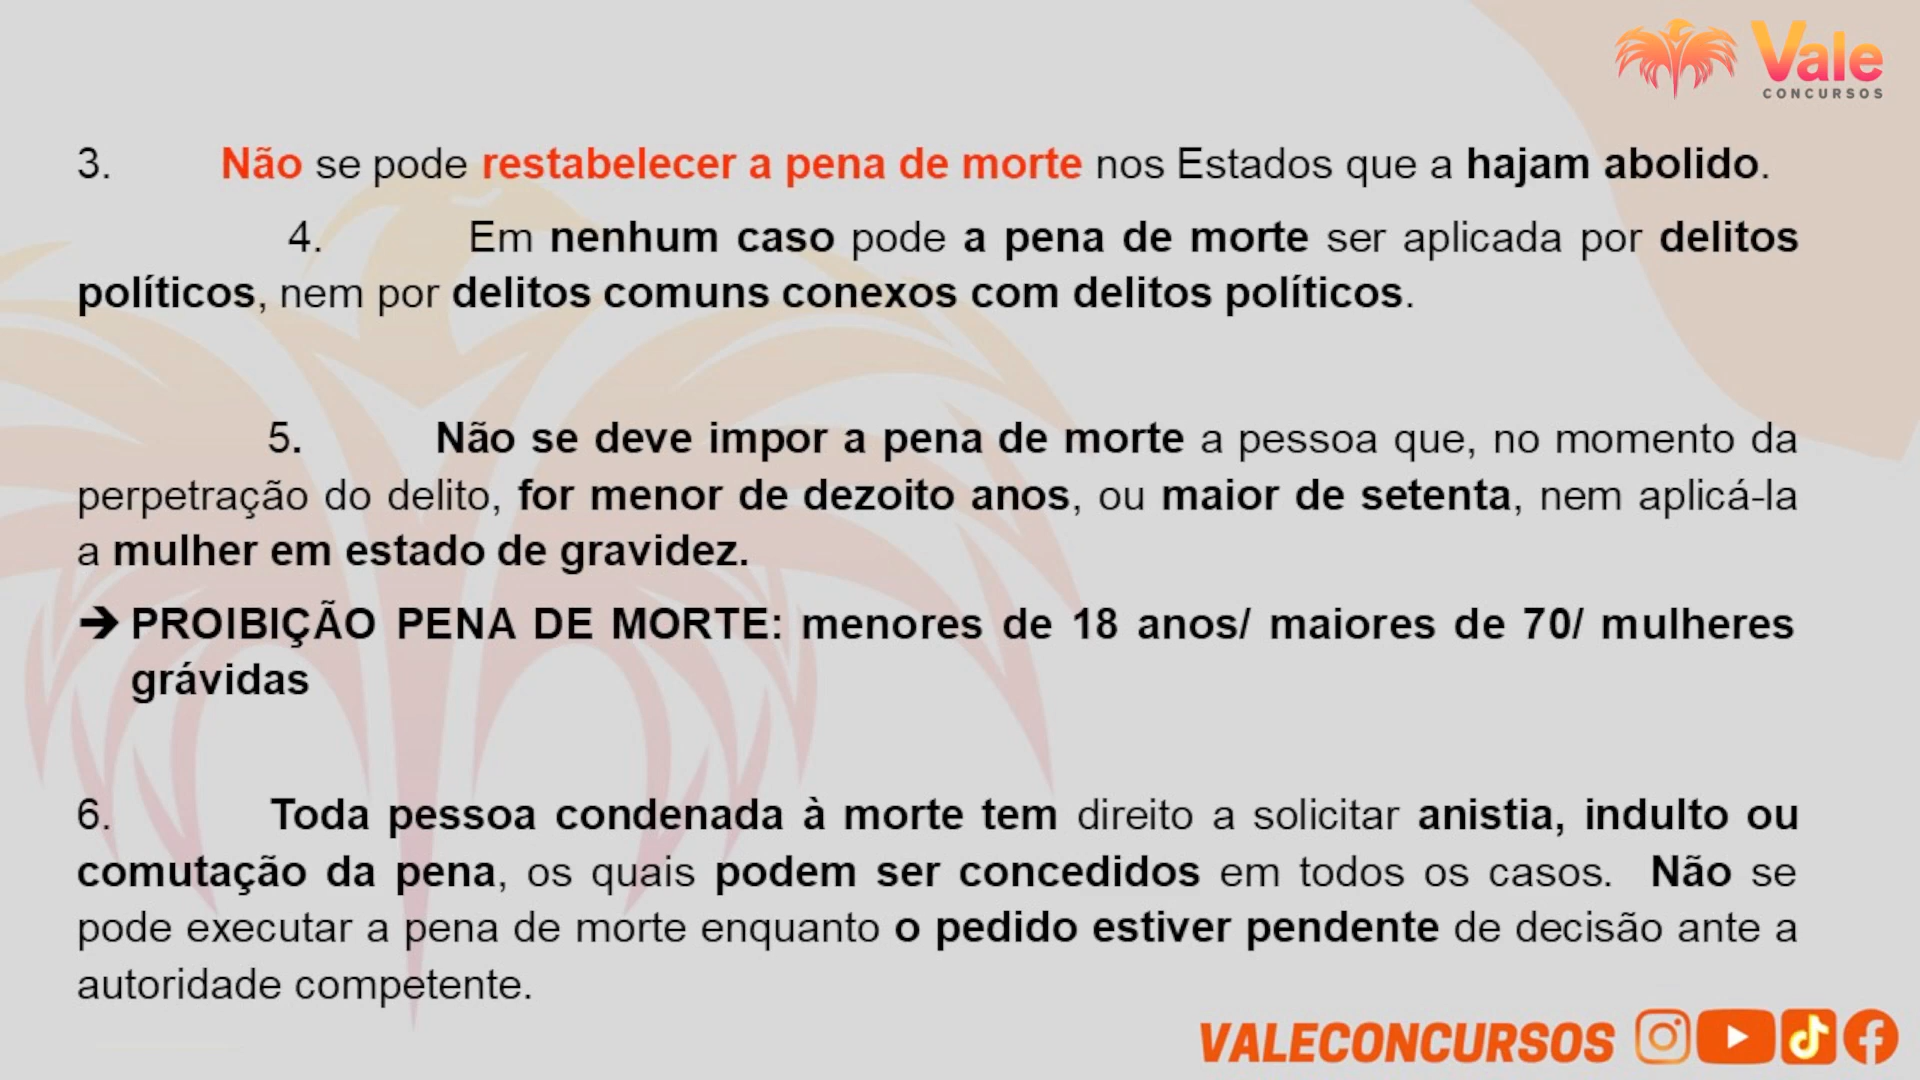 Vale
CONCURSOS
3. Não se pode restabelecer a pena de morte nos Estados que a hajam abolido.
4. Em nenhum caso pode a pena de morte ser aplicada por delitos
políticos, nem por delitos comuns conexos com delitos políticos.
5. Não se deve impor a pena de morte a pessoa que, no momento da
perpetração do delito, for menor de dezoito anos, ou maior de setenta, nem aplicá-la
a mulher em estado de gravidez.
➔ PROIBIÇÃO PENA DE MORTE: menores de 18 anos/ maiores de 70/ mulheres
grávidas
6. Toda pessoa condenada à morte tem direito a solicitar anistia, indulto ou
comutação da pena, os quais podem ser concedidos em todos os casos. Não se
pode executar a pena de morte enquanto o pedido estiver pendente de decisão ante a
autoridade competente.
VALECONCURSOS